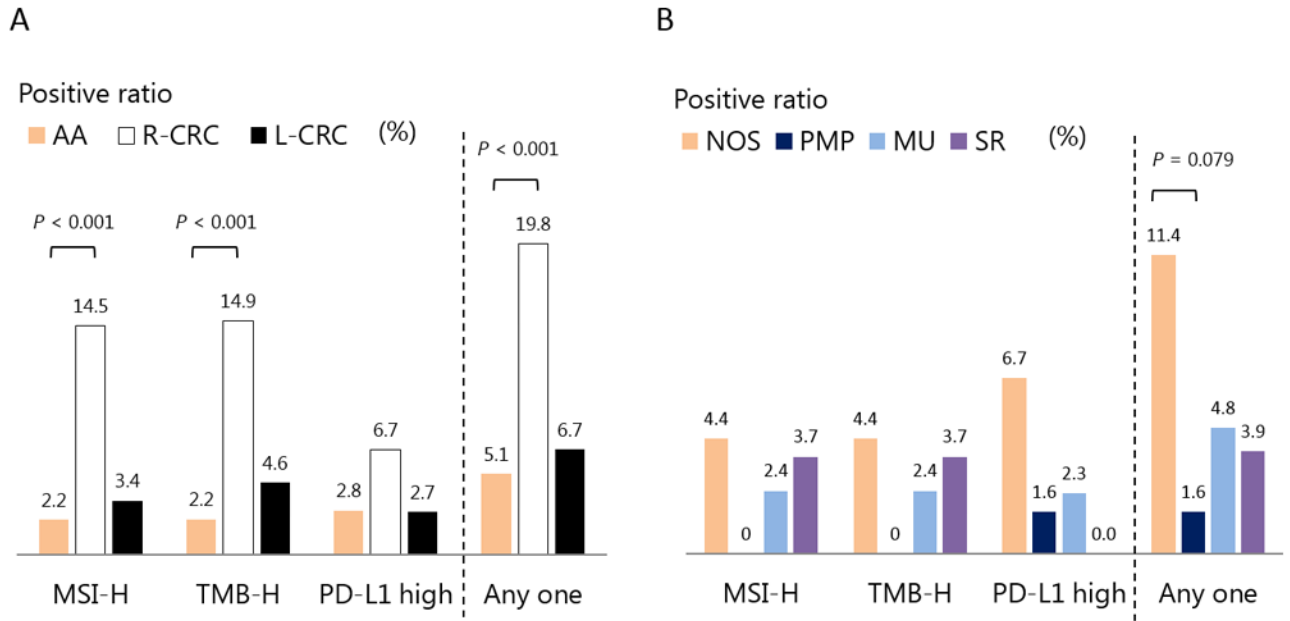 A
Positive ratio
AA R-CRC L-CRC (%)
P < 0.001
P < 0.001
P < 0.001
2.2
14.5
3.4
2.2
14.9
4.6
2.8
6.7
2.7
5.1
19.8
6.7
MSI-H TMB-H PD-L1 high Any one
B
Positive ratio
NOS PMP MU SR (%)
P = 0.079
4.4
0
2.4
3.7
4.4
0
2.4
3.7
6.7
1.6
2.3
0.0
11.4
1.6
4.8
3.9
MSI-H TMB-H PD-L1 high Any one